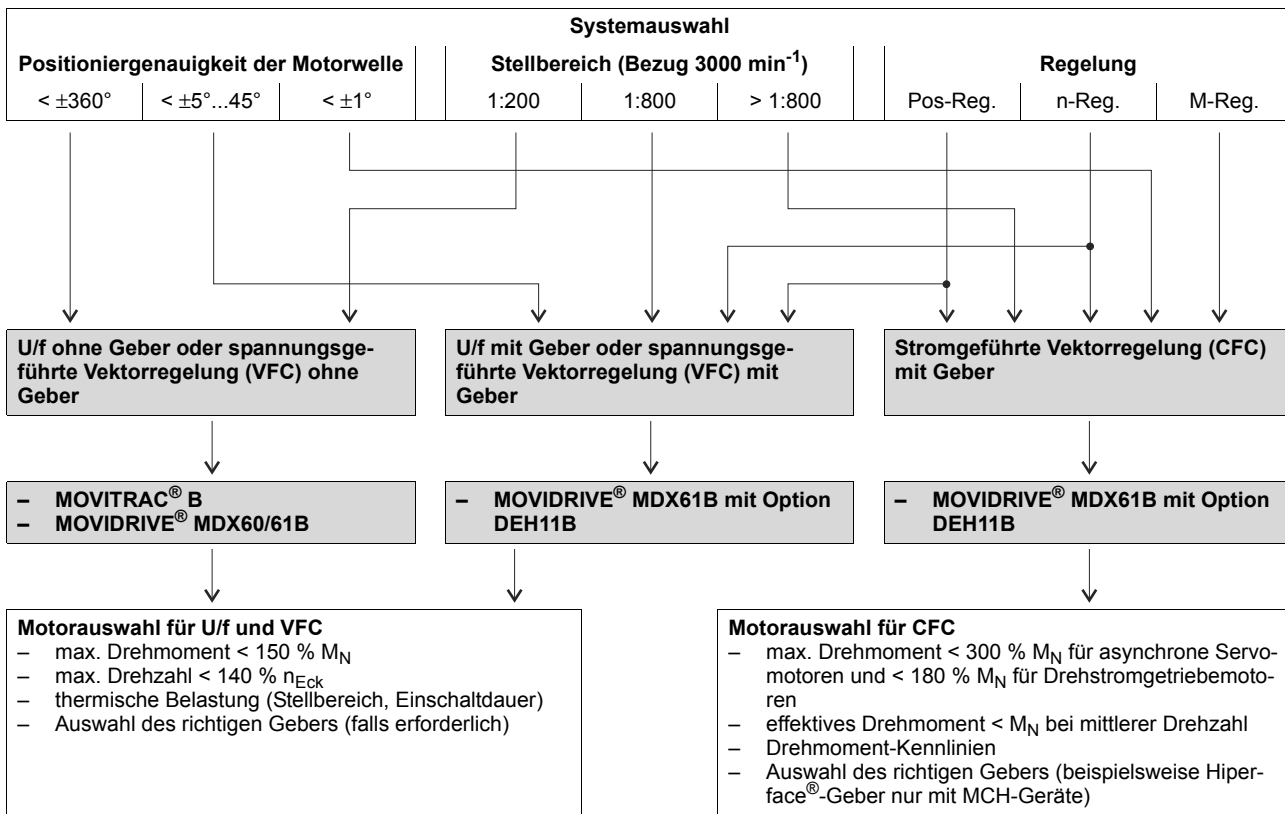 Systemauswahl
Positioniergenauigkeit der Motorwelle
Stellbereich (Bezug 3000 min⁻¹)
Regelung
< ±360°
< ±5°...45°
< ±1°
1:200
1:800
> 1:800
Pos-Reg.
n-Reg.
M-Reg.
U/f ohne Geber oder spannungsge-
führte Vektorregelung (VFC) ohne
Geber
U/f mit Geber oder spannungsge-
führte Vektorregelung (VFC) mit
Geber
Stromgeführte Vektorregelung (CFC)
mit Geber
– MOVITRAC® B
– MOVIDRIVE® MDX60/61B
– MOVIDRIVE® MDX61B mit Option
DEH11B
– MOVIDRIVE® MDX61B mit Option
DEH11B
Motorauswahl für U/f und VFC
– max. Drehmoment < 150 % M_N
– max. Drehzahl < 140 % n_Eck
– thermische Belastung (Stellbereich, Einschaltdauer)
– Auswahl des richtigen Gebers (falls erforderlich)
Motorauswahl für CFC
– max. Drehmoment < 300 % M_N für asynchrone Servo-
motoren und < 180 % M_N für Drehstromgetriebemoto-
ren
– effektives Drehmoment < M_N bei mittlerer Drehzahl
– Drehmoment-Kennlinien
– Auswahl des richtigen Gebers (beispielsweise Hiper-
face®-Geber nur mit MCH-Geräte)